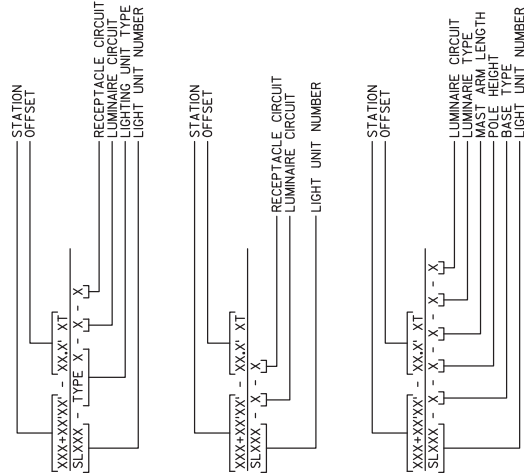 STATION
OFFSET
XXX+XX'XX' - XX.X' XT
SLXXX - TYPE X - X - X
RECEPTACLE CIRCUIT
LUMINAIRE CIRCUIT
LIGHTING UNIT TYPE
LIGHT UNIT NUMBER
STATION
OFFSET
XXX+XX'XX' - XX.X' XT
SLXXX - X - X
RECEPTACLE CIRCUIT
LUMINAIRE CIRCUIT
LIGHT UNIT NUMBER
STATION
OFFSET
XXX+XX'XX' - XX.X' XT
SLXXX - X - X - X - X - X
LUMINAIRE CIRCUIT
LUMINARIE TYPE
MAST ARM LENGTH
POLE HEIGHT
BASE TYPE
LIGHT UNIT NUMBER